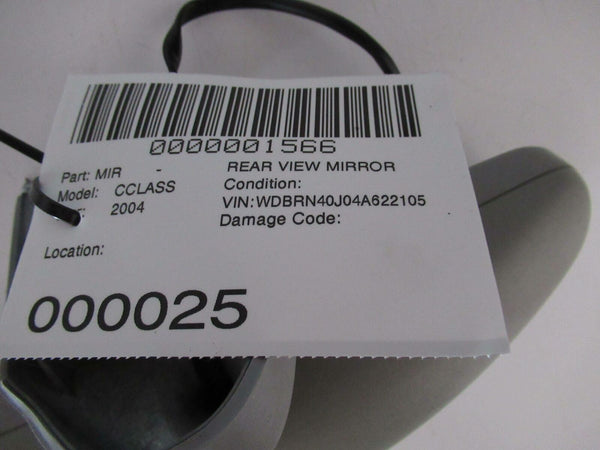 0000001566
Part: MIR - REAR VIEW MIRROR
Model: CCLASS Condition:
2004 VIN:WDBRN40J04A622105
Damage Code:
Location:
000025